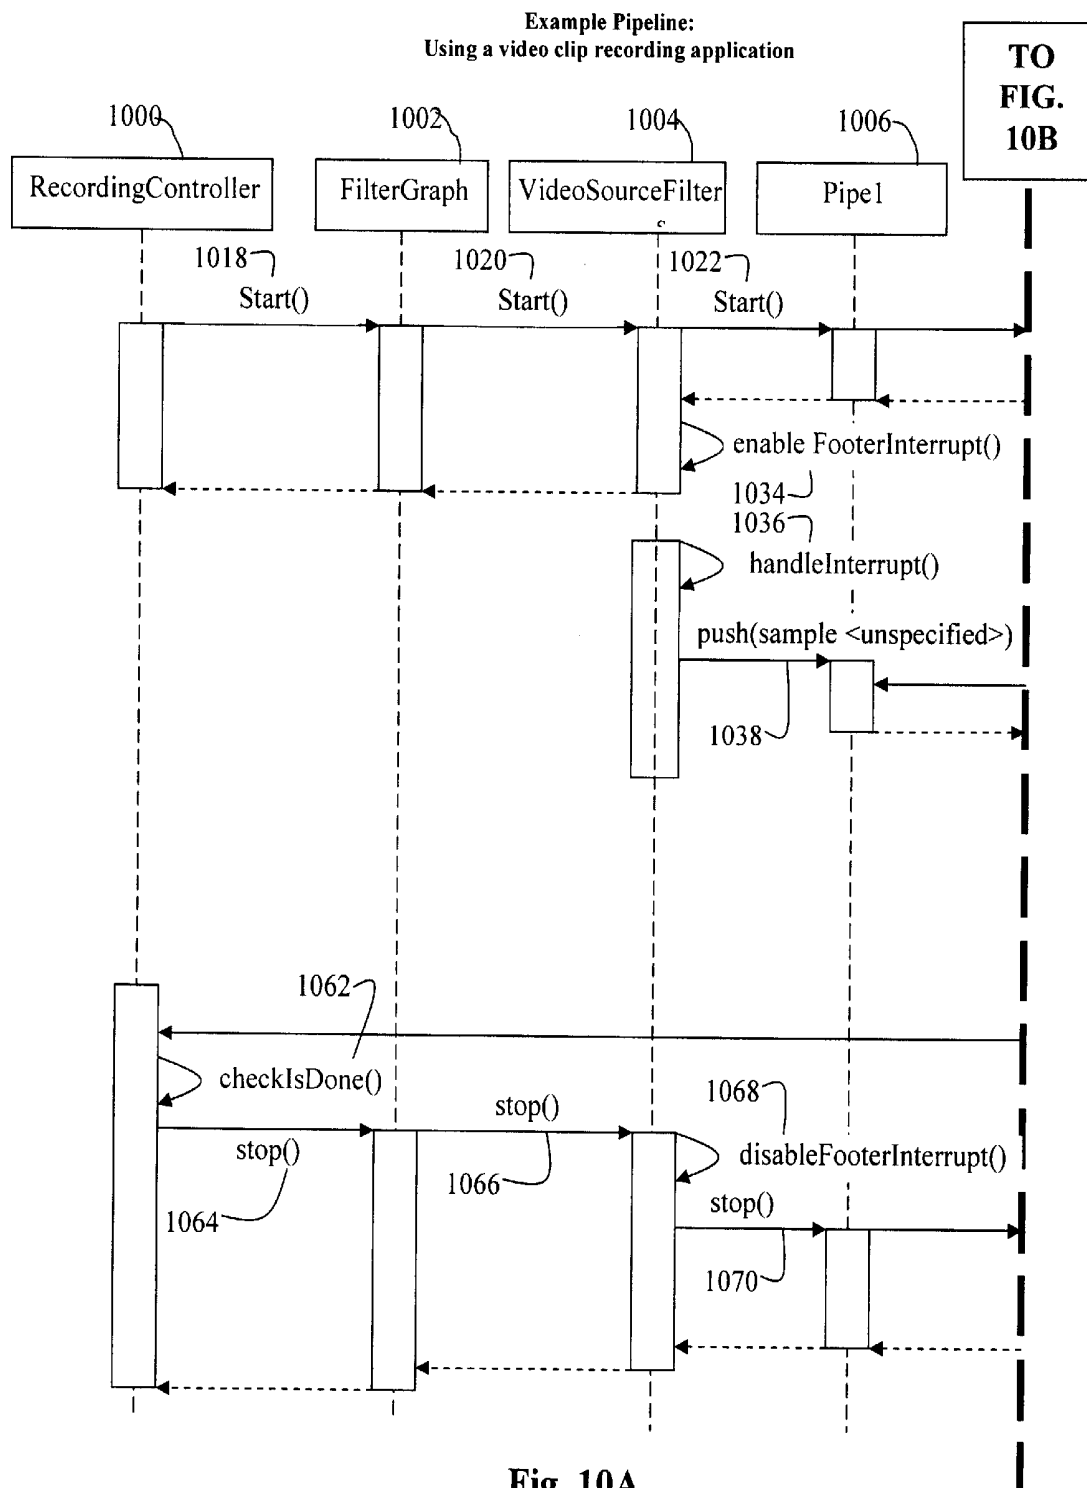 Example Pipeline:
Using a video clip recording application
TO
FIG.
10B
1000
1002
1004
1006
RecordingController
FilterGraph
VideoSourceFilter
s
Pipe1
1018
1020
1022
Start()
Start()
Start()
enable FooterInterrupt()
1034
1036
handleInterrupt()
push(sample <unspecified>)
1038
1062
checkIsDone()
stop()
1068
stop()
disableFooterInterrupt()
1066
stop()
1064
1070
Fig. 10A